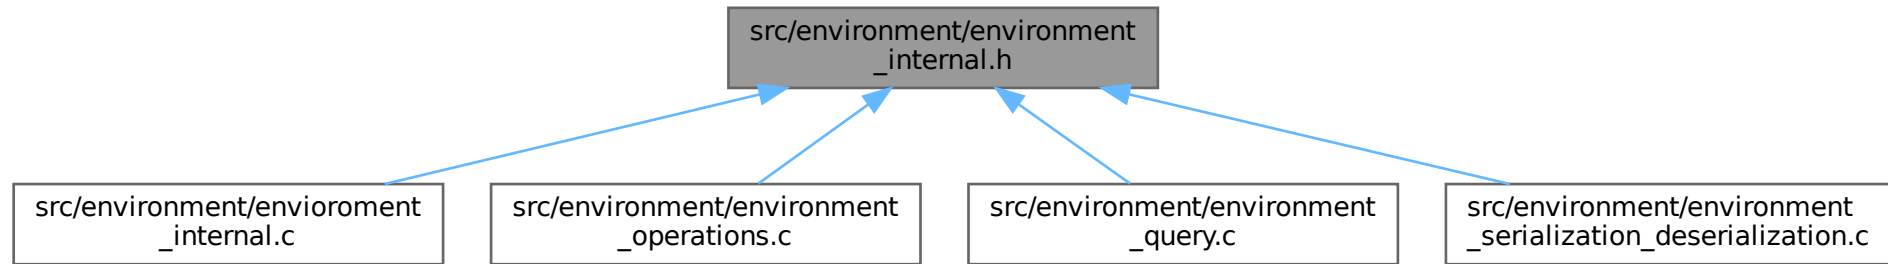 src/environment/environment
_internal.h
src/environment/envioroment
_internal.c
src/environment/environment
_operations.c
src/environment/environment
_query.c
src/environment/environment
_serialization_deserialization.c